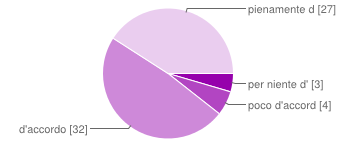 pienamente d [27]
per niente d' [3]
poco d'accord [4]
d'accordo [32]